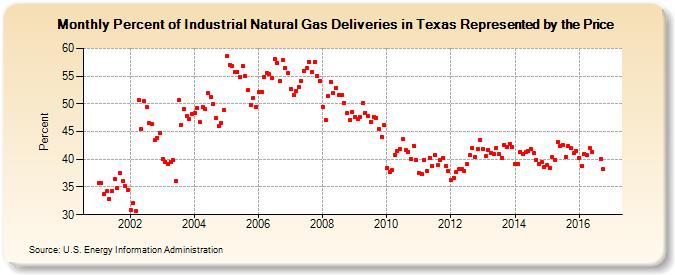 Monthly Percent of Industrial Natural Gas Deliveries in Texas Represented by the Price
Percent
60
55
50
45
40
35
30
2002 2004 2006 2008 2010 2012 2014 2016
Source: U.S. Energy Information Administration